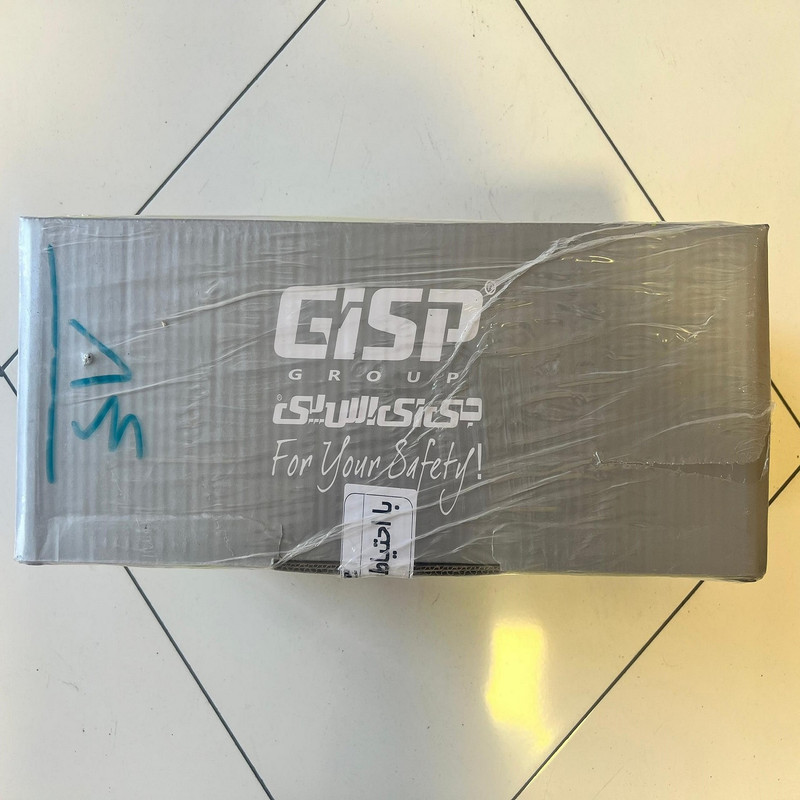 GISP®
GROUP
جی‌آی‌اس‌پی®
For Your Safety!
با احتیاط